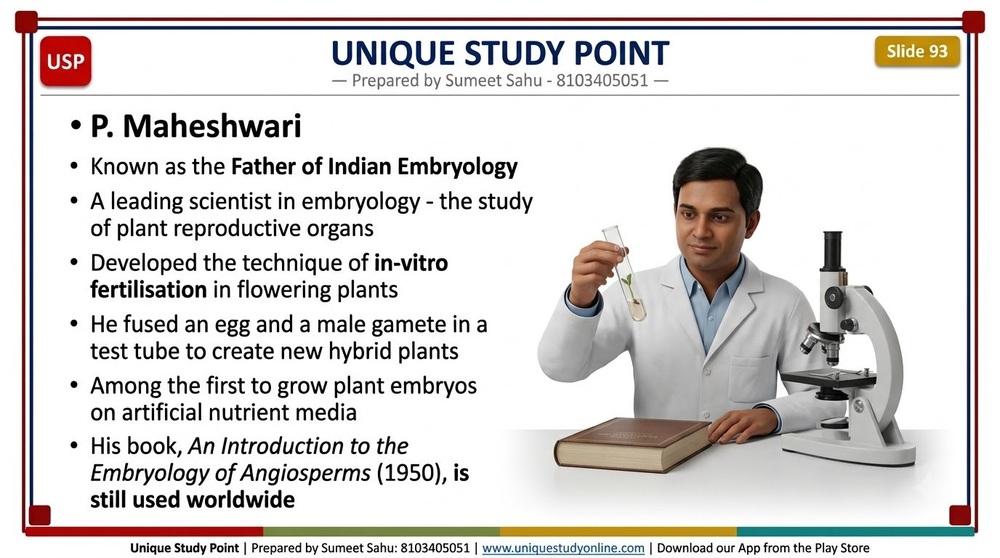 USP
UNIQUE STUDY POINT
— Prepared by Sumeet Sahu - 8103405051 —
Slide 93
• P. Maheshwari
• Known as the Father of Indian Embryology
• A leading scientist in embryology - the study
of plant reproductive organs
• Developed the technique of in-vitro
fertilisation in flowering plants
• He fused an egg and a male gamete in a
test tube to create new hybrid plants
• Among the first to grow plant embryos
on artificial nutrient media
• His book, An Introduction to the
Embryology of Angiosperms (1950), is
still used worldwide
Unique Study Point | Prepared by Sumeet Sahu: 8103405051 | www.uniquestudyonline.com | Download our App from the Play Store